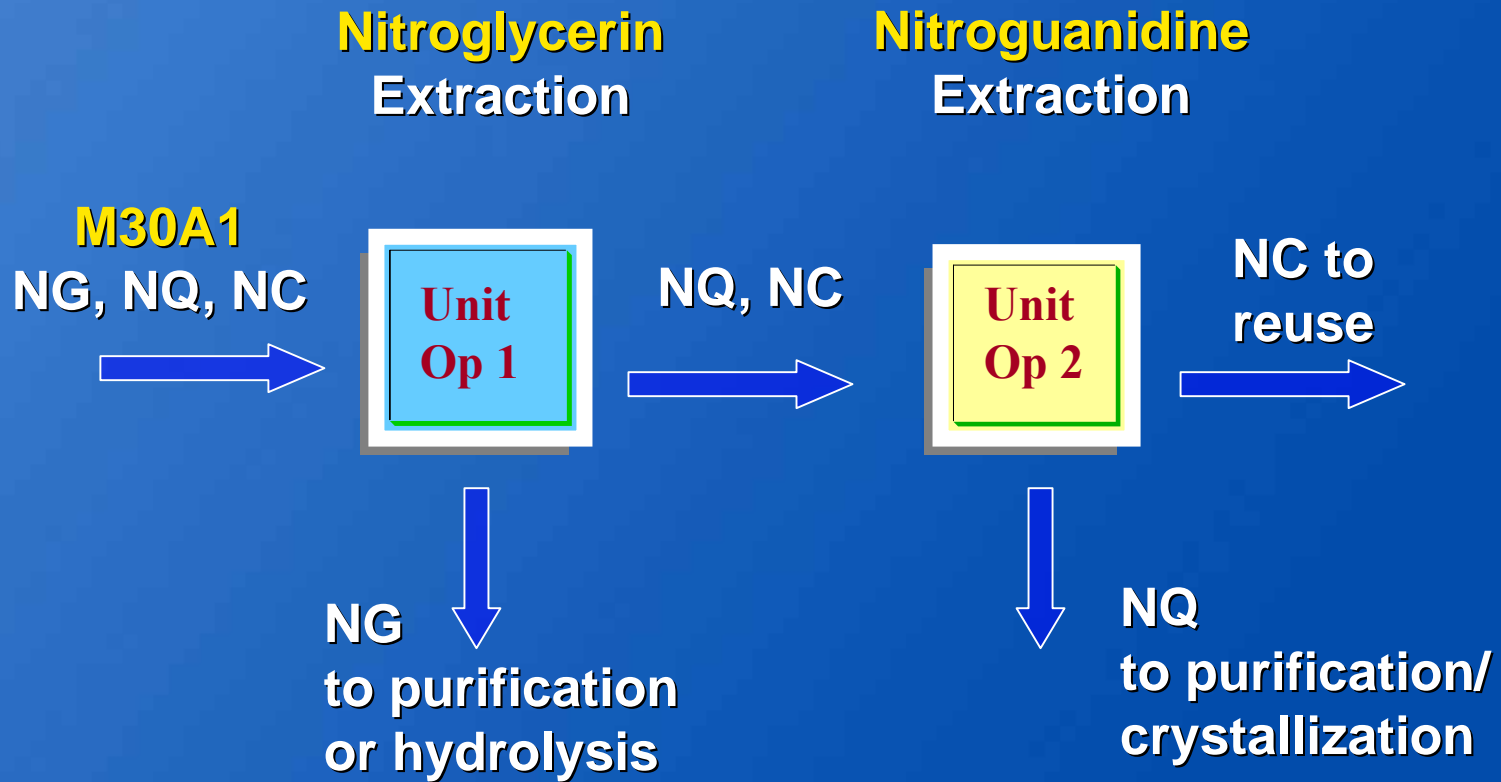 Nitroglycerin
Extraction
Nitroguanidine
Extraction
M30A1
NG, NQ, NC
Unit
Op 1
NQ, NC
Unit
Op 2
NC to
reuse
NG
to purification
or hydrolysis
NQ
to purification/
crystallization